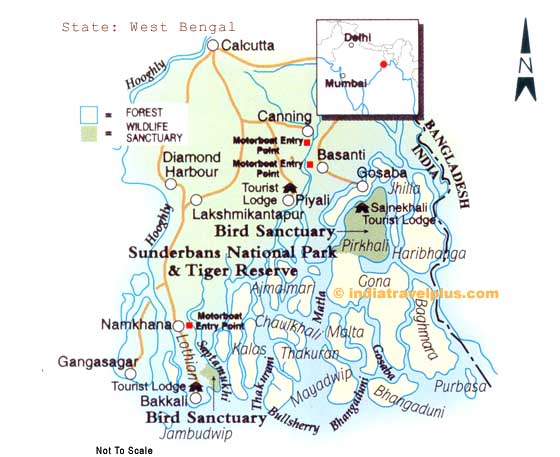 State: West Bengal
Calcutta
Delhi
Mumbai
N
Hooghly
= FOREST
= WILDLIFE
SANCTUARY
Canning
Motorboat Entry
Point
Motorboat Entry
Point
Basanti
BANGLADESH
INDIA
Diamond
Harbour
Gosaba
Jhilla
Tourist
Lodge
Piyali
Sajnekhali
Tourist Lodge
Lakshmikantapur
Bird Sanctuary
Pirkhali
Haribhanga
Hooghly
Sunderbans National Park
& Tiger Reserve
Gona
Ajmalmari
Matla
© indiatravelplus.com
Baghmara
Namkhana
Motorboat
Entry Point
Chaulkhali
Malta
Lothian
Saptamukhi
Kalas
Thakuran
Gosaba
Gangasagar
Thakurani
Mayadwip
Purbasa
Tourist Lodge
Bakkali
Bhangaduni
Bhangaduni
Bird Sanctuary
Bullsherry
Jambudwip
Not To Scale